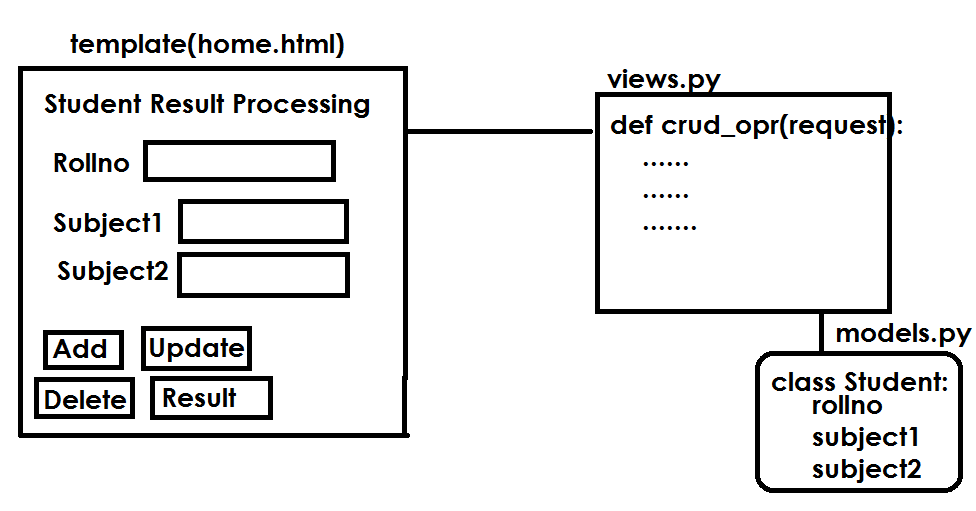 template(home.html)
Student Result Processing
Rollno
Subject1
Subject2
Add
Update
Delete
Result
views.py
def crud_opr(request):
......
......
.......
models.py
class Student:
rollno
subject1
subject2